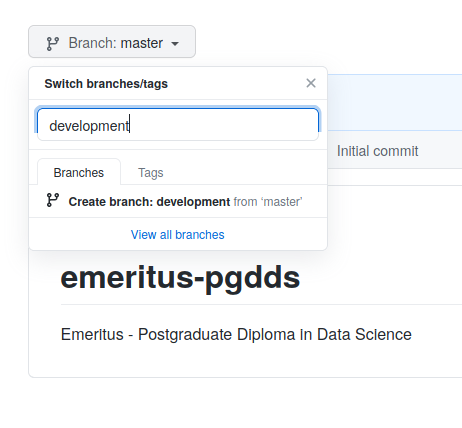 Branch: master
Switch branches/tags
development
Initial commit
Branches Tags
Create branch: development from ‘master’
View all branches
emeritus-pgdds
Emeritus - Postgraduate Diploma in Data Science